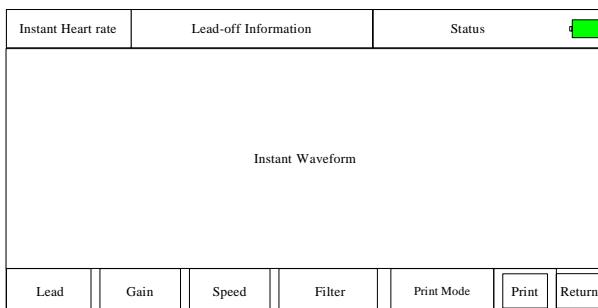 Instant Heart rate Lead-off Information Status
Instant Waveform
Lead Gain Speed Filter Print Mode Print Return